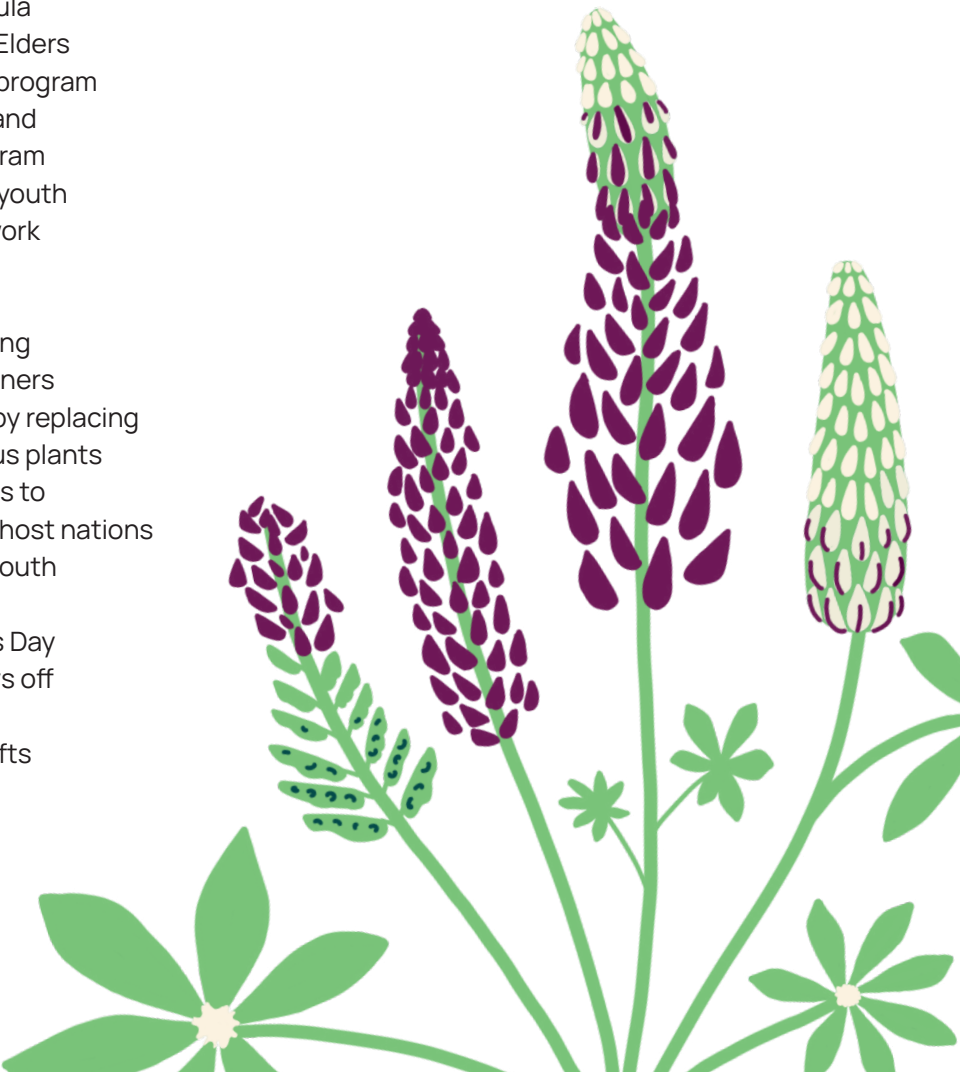 ula
Elders
program
and
ram
youth
work
ng
ners
by replacing
us plants
s to
host nations
outh
s Day
s off
fts